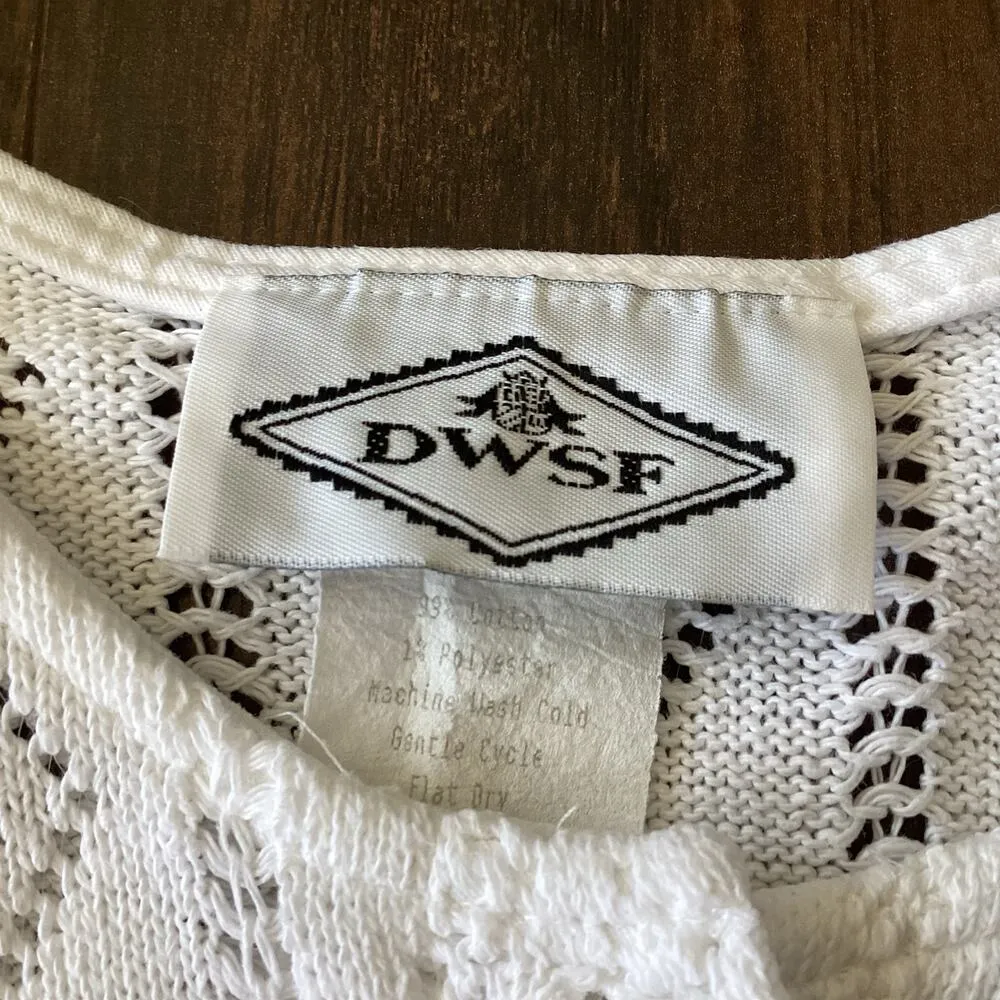 DWSF
99% Cotton
1% Polyester
Machine Wash Cold
Gentle Cycle
Flat Dry